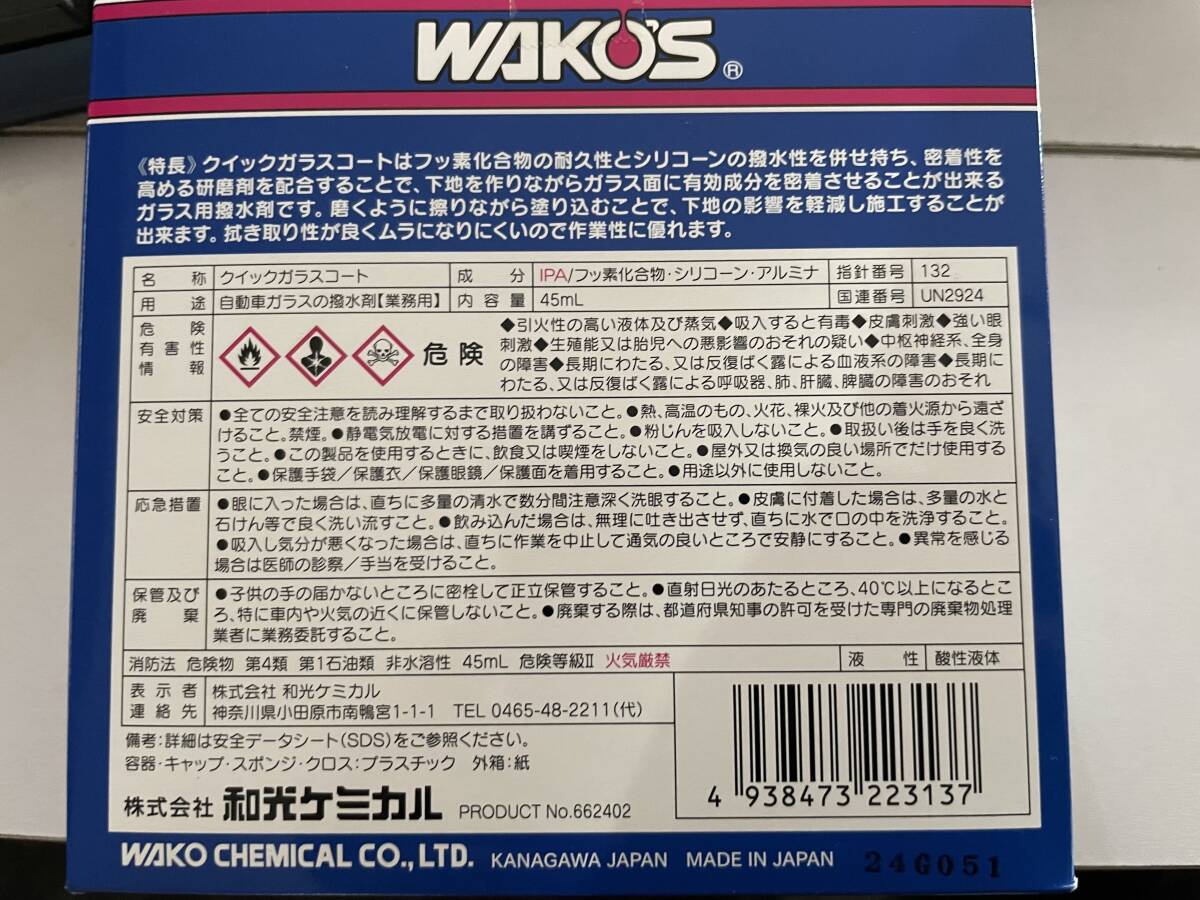 WAKO'S®
《特長》クイックガラスコートはフッ素化合物の耐久性とシリコーンの撥水性を併せ持ち、密着性を
高める研磨剤を配合することで、下地を作りながらガラス面に有効成分を密着させることが出来る
ガラス用撥水剤です。磨くように擦りながら塗り込むことで、下地の影響を軽減し施工することが
出来ます。拭き取り性が良くムラになりにくいので作業性に優れます。
名 称 クイックガラスコート 成 分 IPA/フッ素化合物・シリコーン・アルミナ 指針番号 132
用 途 自動車ガラスの撥水剤【業務用】 内容量 45mL 国連番号 UN2924
危 険
有害性
情 報
危険
◆引火性の高い液体及び蒸気◆吸入すると有毒◆皮膚刺激◆強い眼
刺激◆生殖能又は胎児への悪影響のおそれの疑い◆中枢神経系、全身
の障害◆長期にわたる、又は反復ばく露による血液系の障害◆長期に
わたる、又は反復ばく露による呼吸器、肺、肝臓、脾臓の障害のおそれ
安全対策 ●全ての安全注意を読み理解するまで取り扱わないこと。●熱、高温のもの、火花、裸火及び他の着火源から遠ざ
けること。禁煙。●静電気放電に対する措置を講ずること。●粉じんを吸入しないこと。●取扱い後は手を良く洗
うこと。●この製品を使用するときに、飲食又は喫煙をしないこと。●屋外又は換気の良い場所でだけ使用する
こと。●保護手袋/保護衣/保護眼鏡/保護面を着用すること。●用途以外に使用しないこと。
応急措置 ●眼に入った場合は、直ちに多量の清水で数分間注意深く洗眼すること。●皮膚に付着した場合は、多量の水と
石けん等で良く洗い流すこと。●飲み込んだ場合は、無理に吐き出させず、直ちに水で口の中を洗浄すること。
●吸入し気分が悪くなった場合は、直ちに作業を中止して通気の良いところで安静にすること。●異常を感じる
場合は医師の診察/手当を受けること。
保管及び
廃 棄
●子供の手の届かないところに密栓して正立保管すること。●直射日光のあたるところ、40℃以上になるとこ
ろ、特に車内や火気の近くに保管しないこと。●廃棄する際は、都道府県知事の許可を受けた専門の廃棄物処理
業者に業務委託すること。
消防法 危険物 第4類 第1石油類 非水溶性 45mL 危険等級Ⅱ 火気厳禁 液 性 酸性液体
表示者 株式会社 和光ケミカル
連絡先 神奈川県小田原市南鴨宮1-1-1 TEL 0465-48-2211(代)
備考:詳細は安全データシート(SDS)をご参照ください。
容器・キャップ・スポンジ・クロス:プラスチック 外箱:紙
株式会社 和光ケミカル PRODUCT No.662402
4 938473 223137
WAKO CHEMICAL CO.,LTD. KANAGAWA JAPAN MADE IN JAPAN 24G051